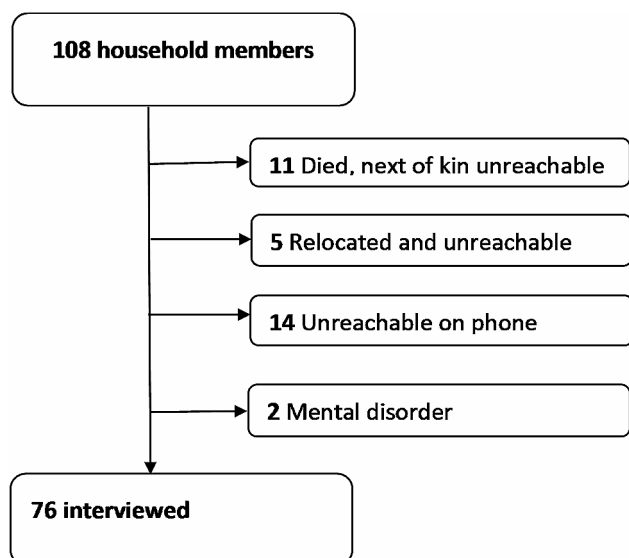 108 household members
11 Died, next of kin unreachable
5 Relocated and unreachable
14 Unreachable on phone
2 Mental disorder
76 interviewed